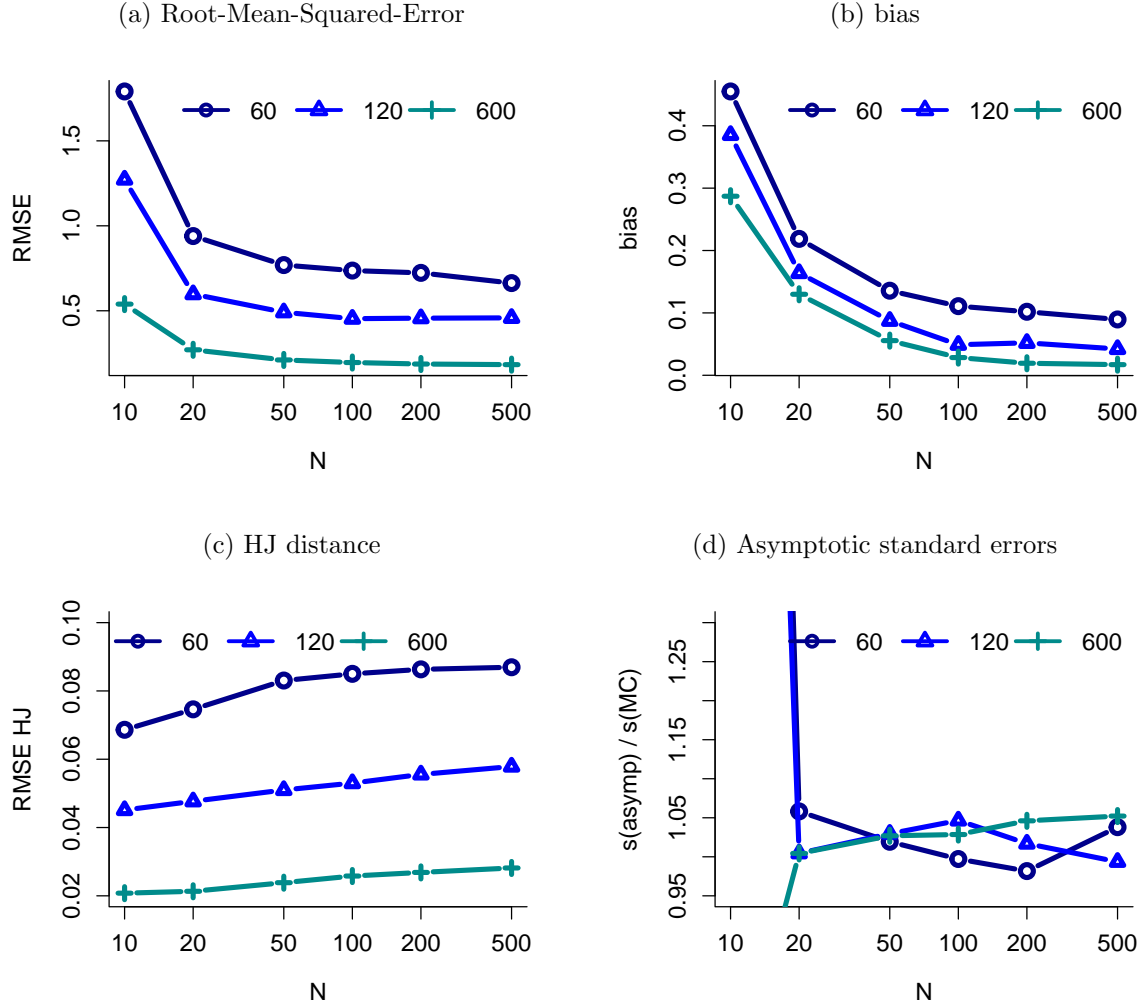 (a) Root-Mean-Squared-Error
60 120 600
RMSE
0.5 1.0 1.5
10 20 50 100 200 500
N
(b) bias
60 120 600
bias
0.0 0.1 0.2 0.3 0.4
10 20 50 100 200 500
N
(c) HJ distance
60 120 600
RMSE HJ
0.02 0.04 0.06 0.08 0.10
10 20 50 100 200 500
N
(d) Asymptotic standard errors
60 120 600
s(asymp) / s(MC)
0.95 1.05 1.15 1.25
10 20 50 100 200 500
N